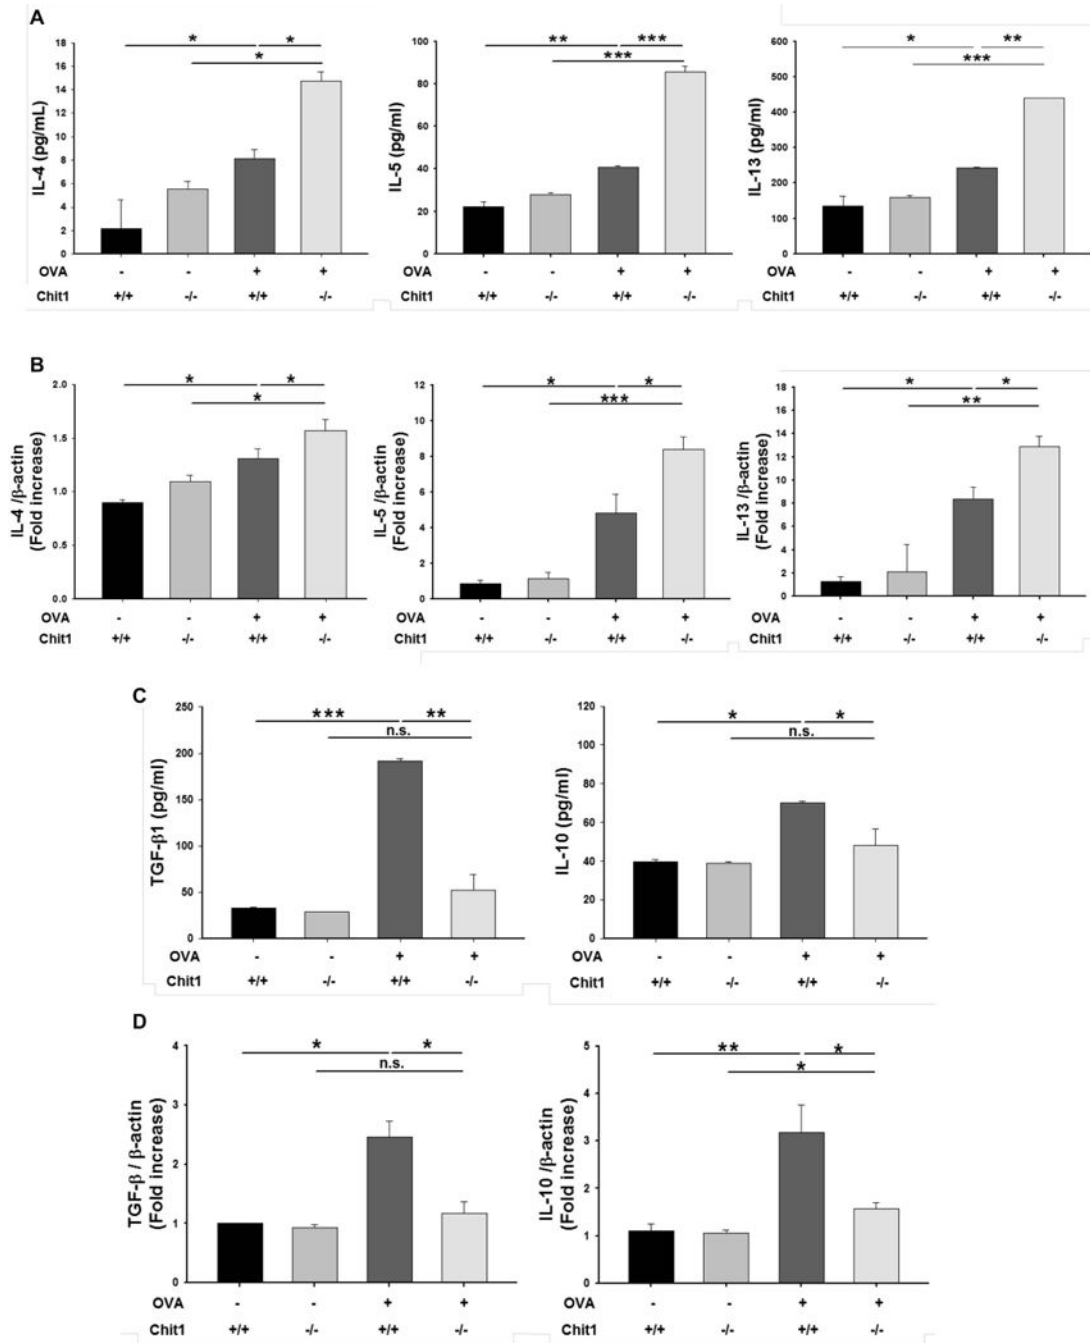 A
* * *
IL-4 (pg/mL)
18
16
14
12
10
8
6
4
2
0
OVA - - + +
Chit1 +/+ -/- +/+ -/-
** *** ***
IL-5 (pg/ml)
100
80
60
40
20
0
OVA - - + +
Chit1 +/+ -/- +/+ -/-
* ** ***
IL-13 (pg/ml)
600
500
400
300
200
100
0
OVA - - + +
Chit1 +/+ -/- +/+ -/-
B
* * *
IL-4 /β-actin
(Fold increase)
2.0
1.5
1.0
0.5
0.0
OVA - - + +
Chit1 +/+ -/- +/+ -/-
* * ***
IL-5 /β-actin
(Fold increase)
12
10
8
6
4
2
0
OVA - - + +
Chit1 +/+ -/- +/+ -/-
* * **
IL-13 /β-actin
(Fold increase)
18
16
14
12
10
8
6
4
2
0
OVA - - + +
Chit1 +/+ -/- +/+ -/-
C
*** **
n.s.
TGF-β1 (pg/ml)
250
200
150
100
50
0
OVA - - + +
Chit1 +/+ -/- +/+ -/-
* *
n.s.
IL-10 (pg/ml)
120
100
80
60
40
20
0
OVA - - + +
Chit1 +/+ -/- +/+ -/-
D
* *
n.s.
TGF-β / β-actin
(Fold increase)
4
3
2
1
0
OVA - - + +
Chit1 +/+ -/- +/+ -/-
** *
*
IL-10 /β-actin
(Fold increase)
5
4
3
2
1
0
OVA - - + +
Chit1 +/+ -/- +/+ -/-